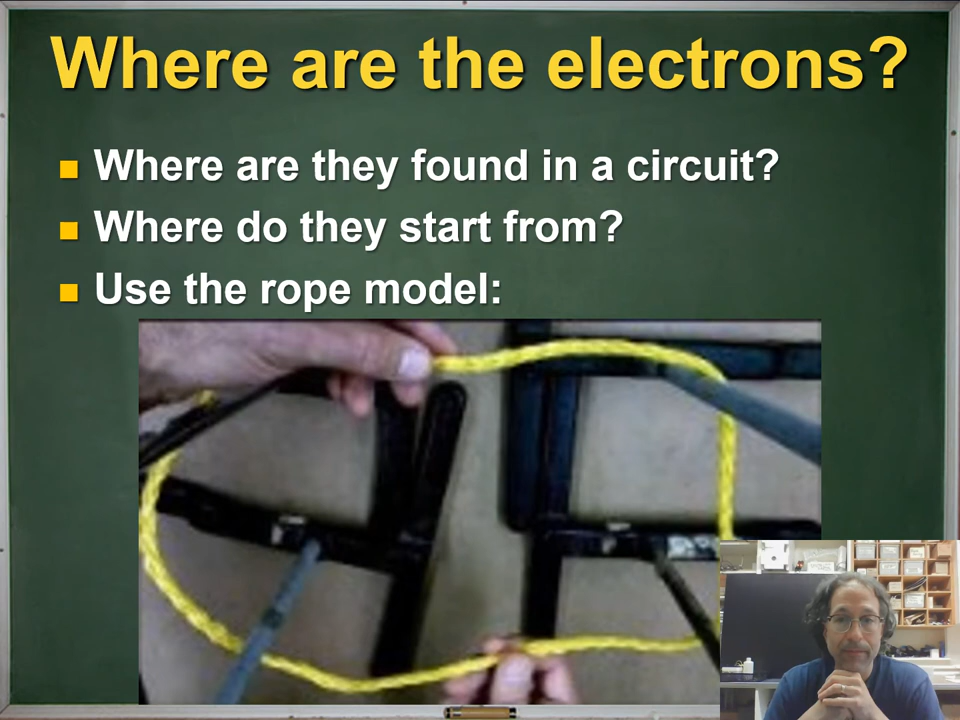 Where are the electrons?
Where are they found in a circuit?
Where do they start from?
Use the rope model: